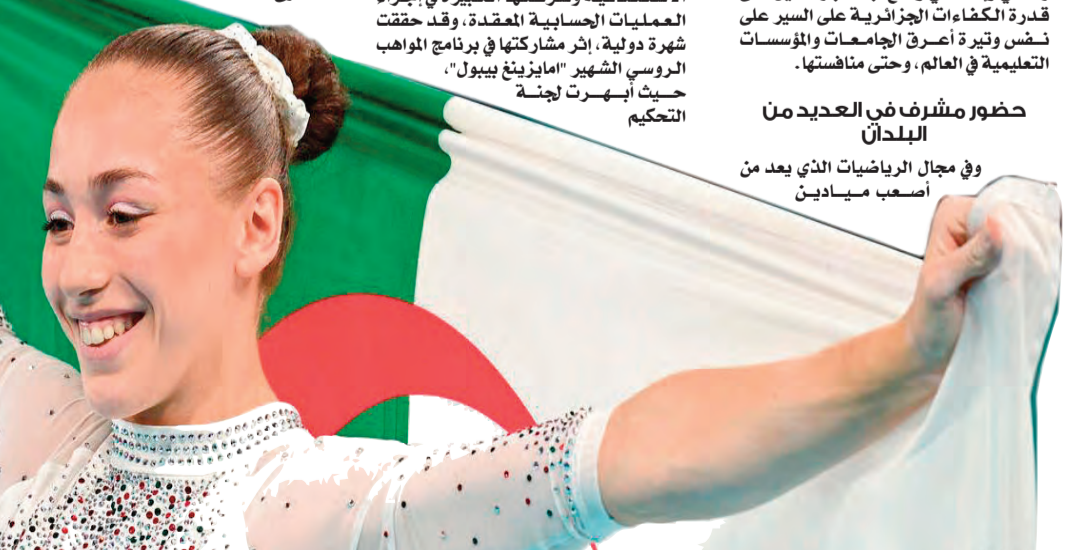 قدرة الكفاءات الجزائرية على السير على
نفس وتيرة أعرق الجامعات والمؤسسات
التعليمية في العالم، وحتى منافستها.
حضور مشرف في العديد من
البلدان
وفي مجال الرياضيات الذي يعد من
أصعب ميادين
العمليات الحسابية المعقدة، وقد حققت
شهرة دولية، إثر مشاركتها في برنامج المواهب
الروسي الشهير "امايزينغ بيبول"،
حيث أبهرت لجنة
التحكيم